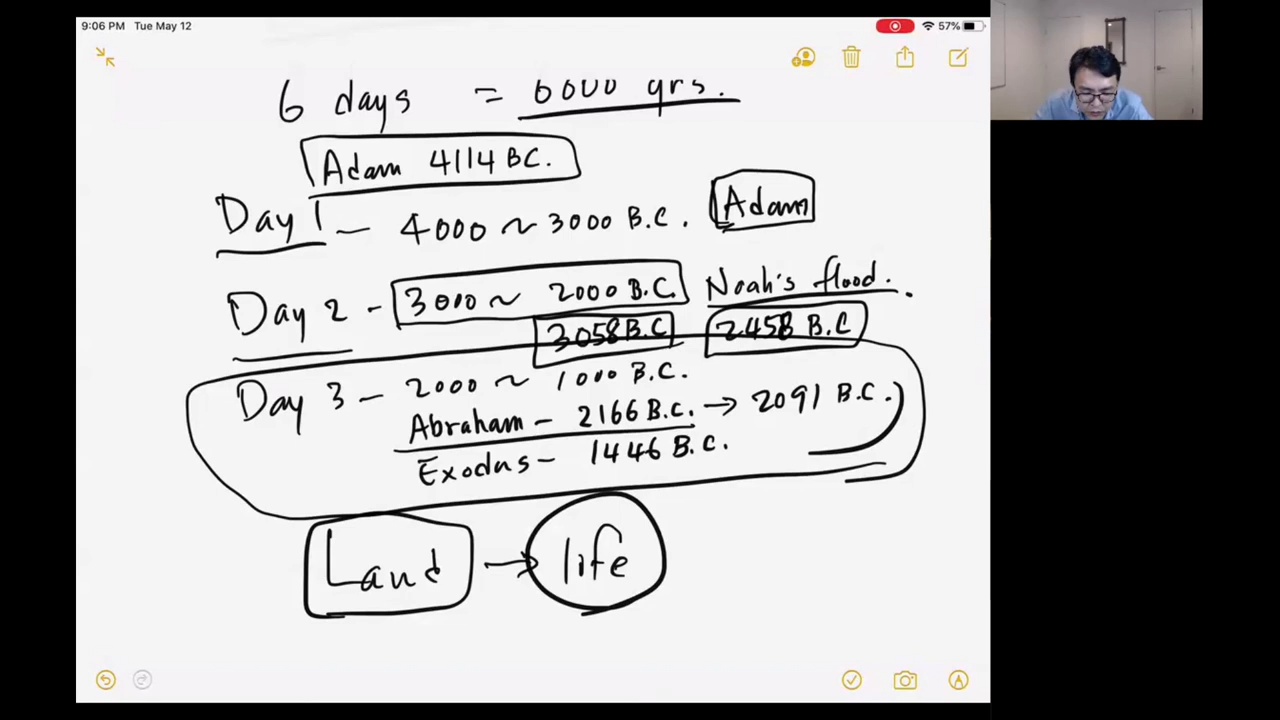 9:06 PM Tue May 12
57%
6 days = 6000 yrs.
Adam 4114 BC.
Day 1 – 4000 ~ 3000 B.C. Adam
Day 2 - 3000 ~ 2000 B.C. Noah's flood.
3058 B.C 2458 B.C
Day 3 – 2000 ~ 1000 B.C.
Abraham – 2166 B.C. → 2091 B.C.
Exodus – 1446 B.C.
Land → life